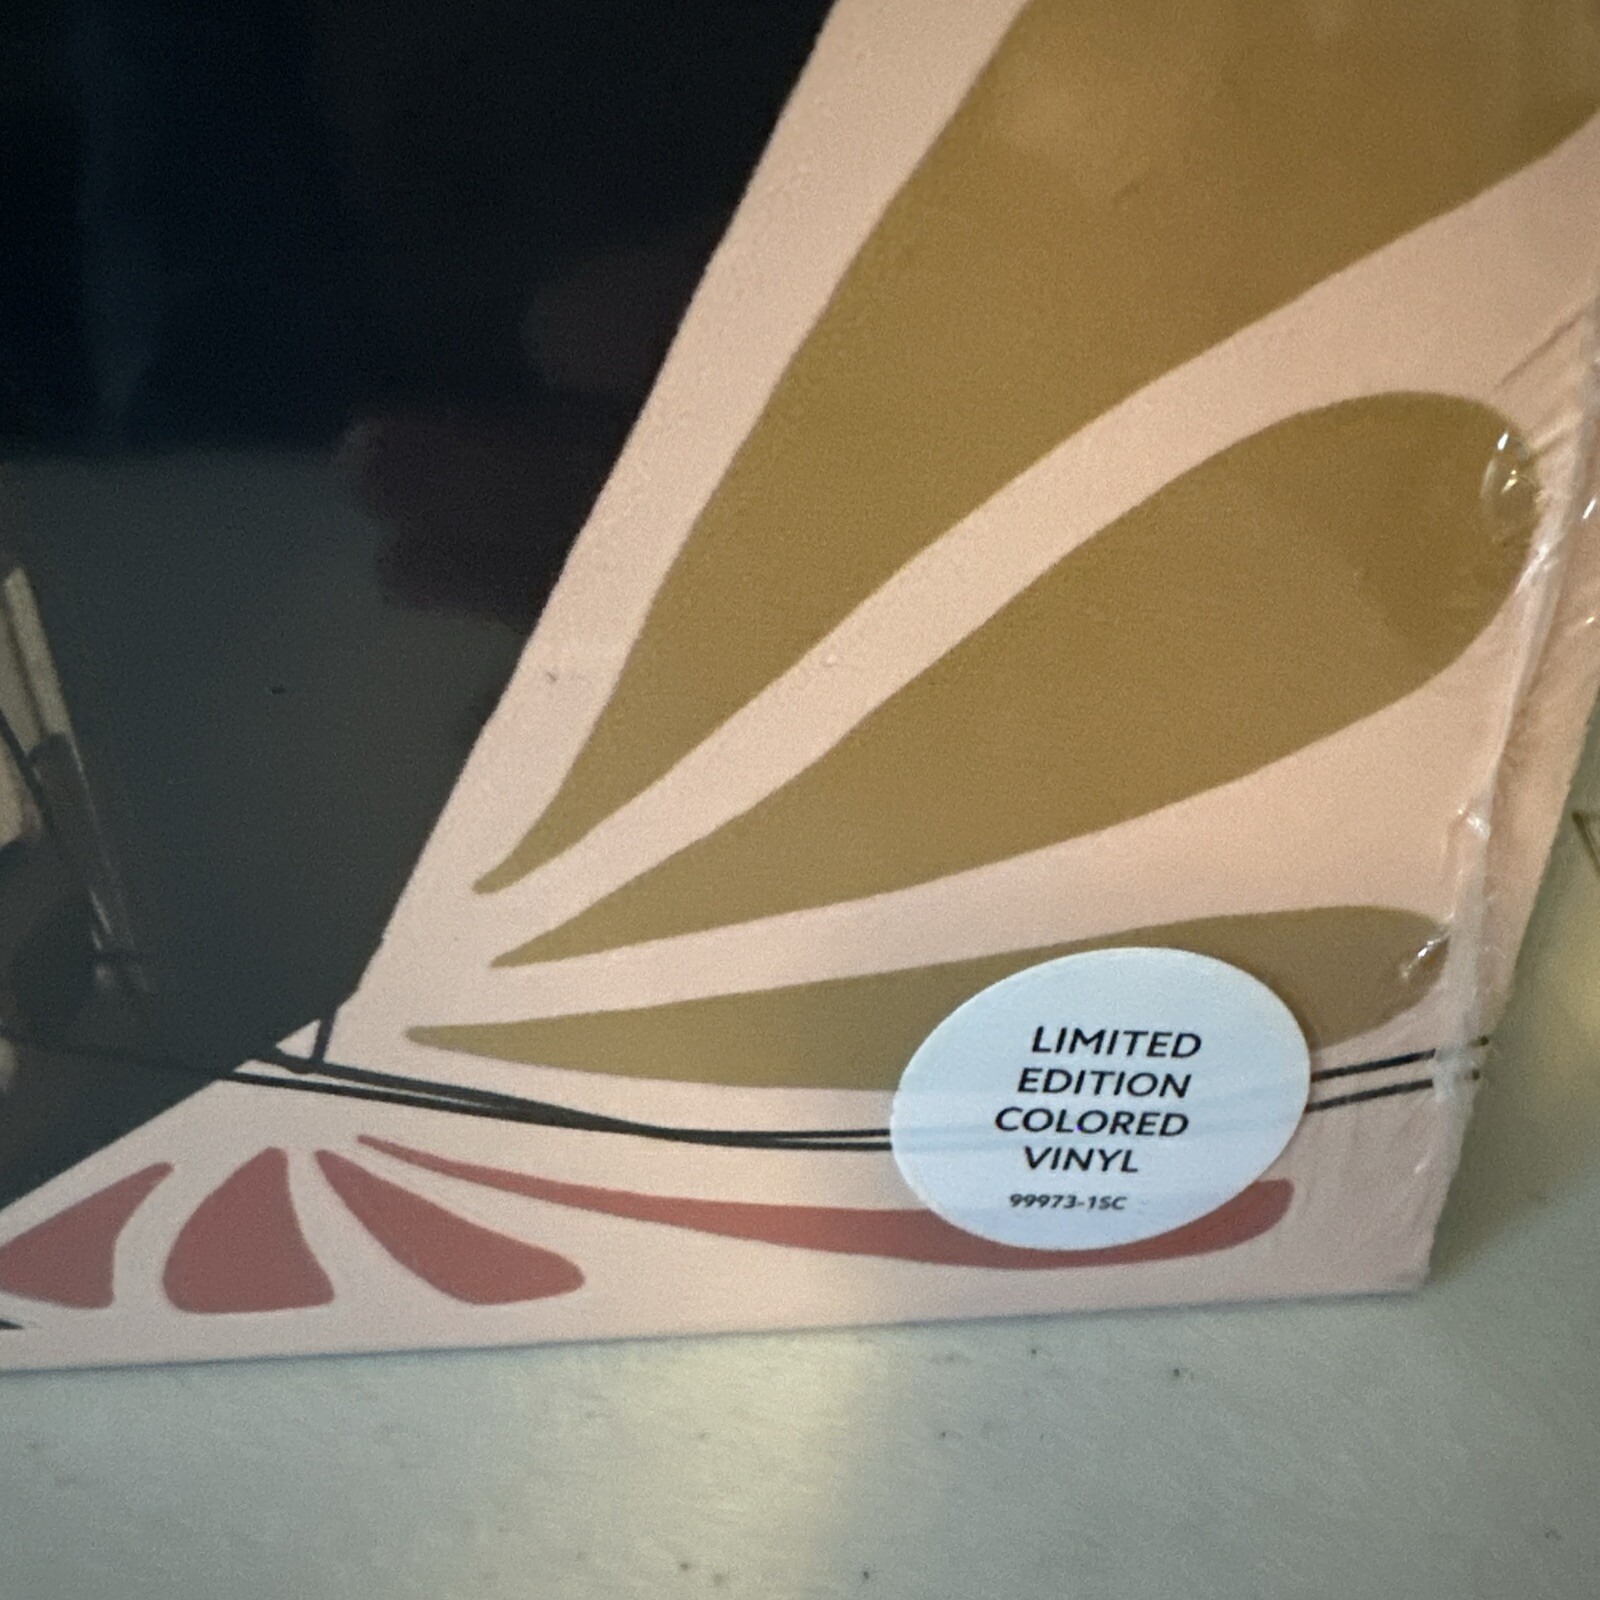 LIMITED
EDITION
COLORED
VINYL
99973-1SC